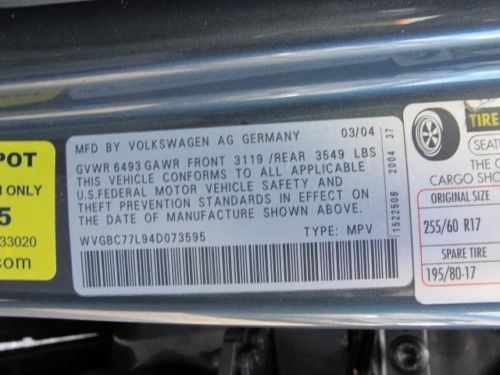 MFD BY VOLKSWAGEN AG GERMANY 03/04
GVWR 6493 GAWR FRONT 3119 /REAR 3549 LBS
THIS VEHICLE CONFORMS TO ALL APPLICABLE
U.S.FEDERAL MOTOR VEHICLE SAFETY AND
THEFT PREVENTION STANDARDS IN EFFECT ON
THE DATE OF MANUFACTURE SHOWN ABOVE.
WVGBC77L94D073595 TYPE: MPV
1522508 2004 37
POT
ONLY
5
33020
.com
TIRE
SEATI
THE C
CARGO SHO
ORIGINAL SIZE
255/60 R17
SPARE TIRE
195/80-17